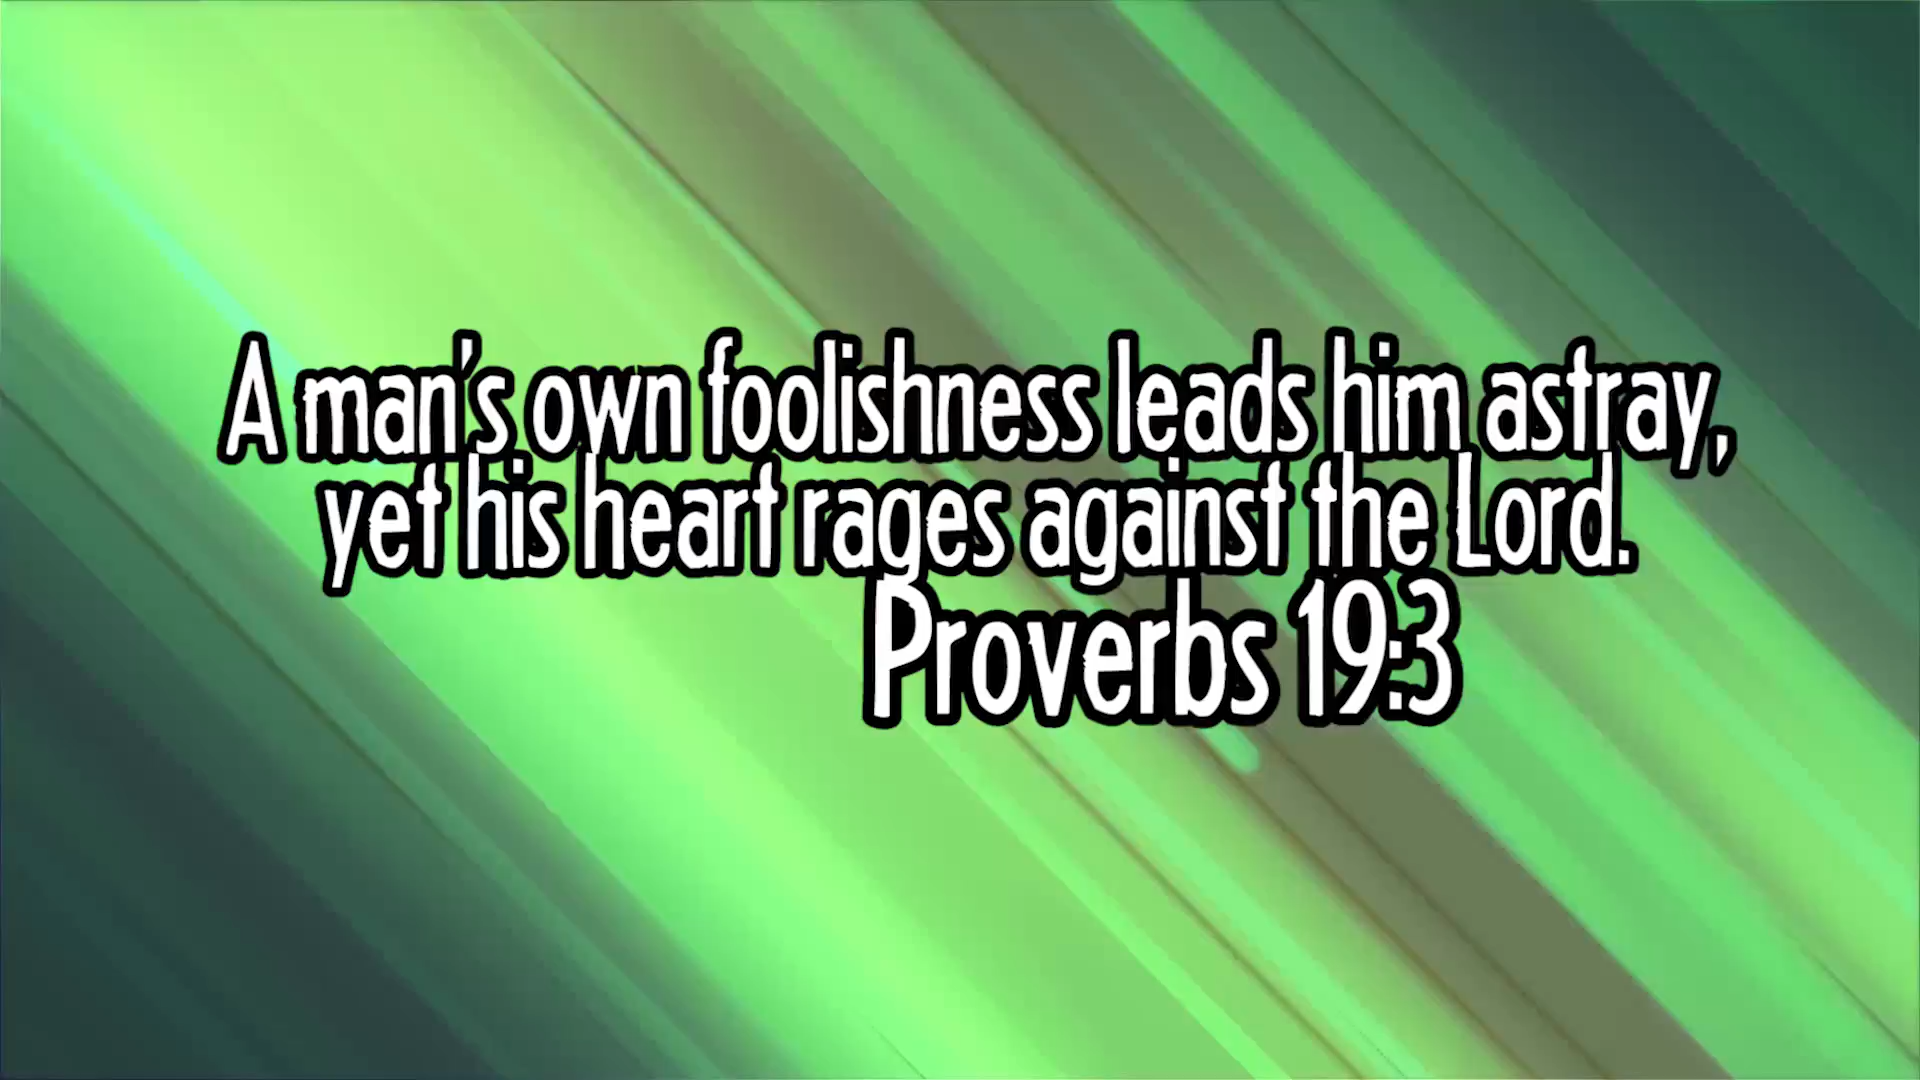 A man's own foolishness leads him astray,
yet his heart rages against the Lord.
Proverbs 19:3